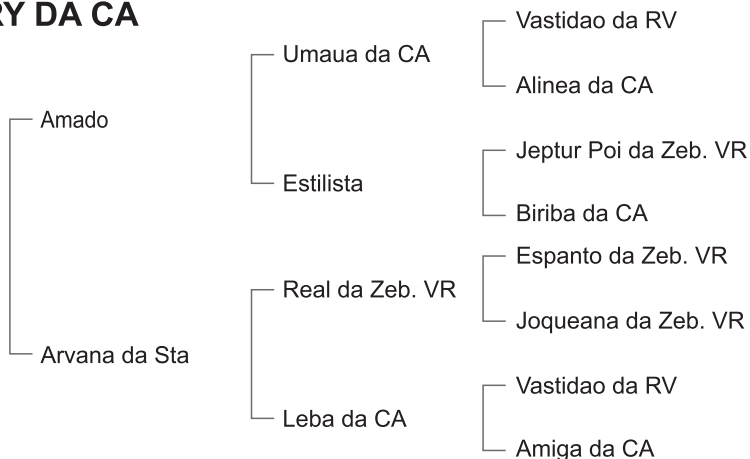 DA CA
Vastidao da RV
Umaua da CA
Alinea da CA
Amado
Jeptur Poi da Zeb. VR
Estilista
Biriba da CA
Espanto da Zeb. VR
Real da Zeb. VR
Joqueana da Zeb. VR
Arvana da Sta
Vastidao da RV
Leba da CA
Amiga da CA